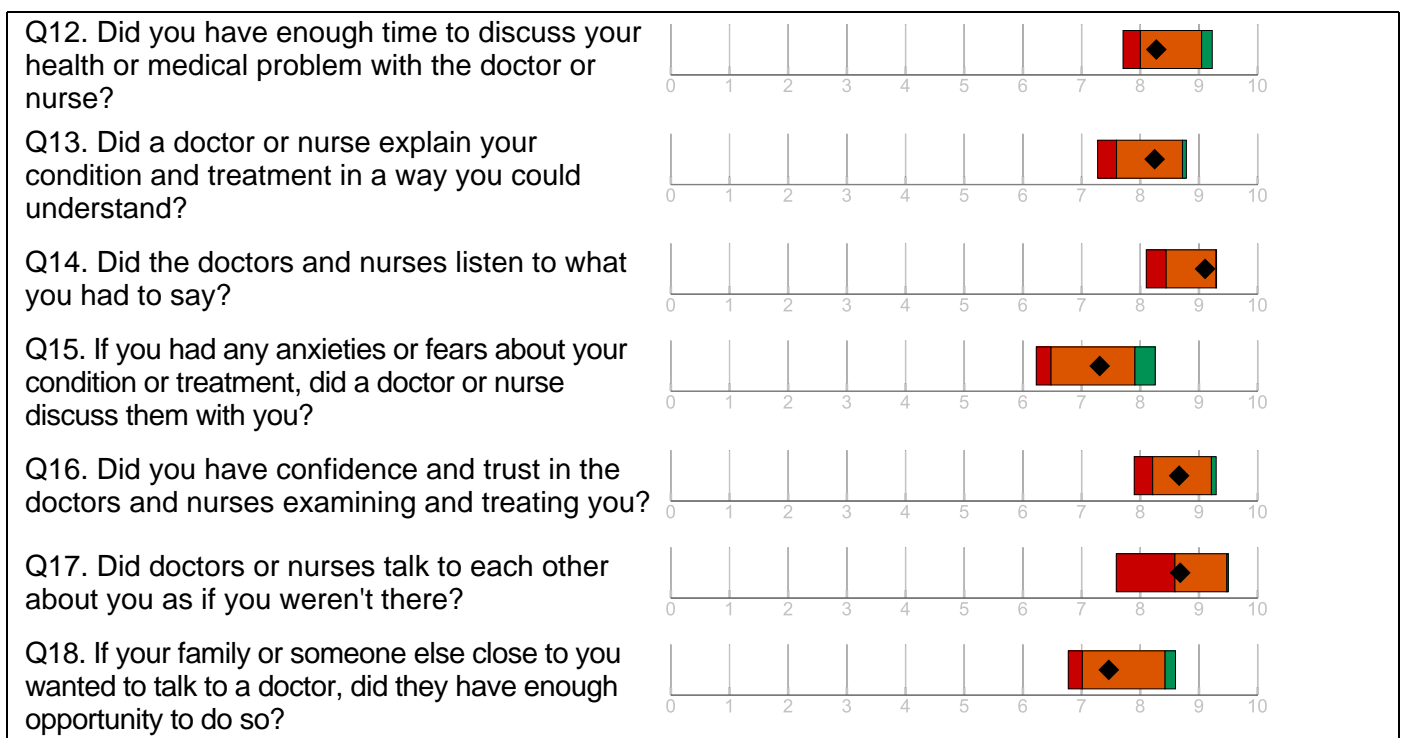 Q12. Did you have enough time to discuss your
health or medical problem with the doctor or
nurse?
0 1 2 3 4 5 6 7 8 9 10
Q13. Did a doctor or nurse explain your
condition and treatment in a way you could
understand?
0 1 2 3 4 5 6 7 8 9 10
Q14. Did the doctors and nurses listen to what
you had to say?
0 1 2 3 4 5 6 7 8 9 10
Q15. If you had any anxieties or fears about your
condition or treatment, did a doctor or nurse
discuss them with you?
0 1 2 3 4 5 6 7 8 9 10
Q16. Did you have confidence and trust in the
doctors and nurses examining and treating you?
0 1 2 3 4 5 6 7 8 9 10
Q17. Did doctors or nurses talk to each other
about you as if you weren't there?
0 1 2 3 4 5 6 7 8 9 10
Q18. If your family or someone else close to you
wanted to talk to a doctor, did they have enough
opportunity to do so?
0 1 2 3 4 5 6 7 8 9 10